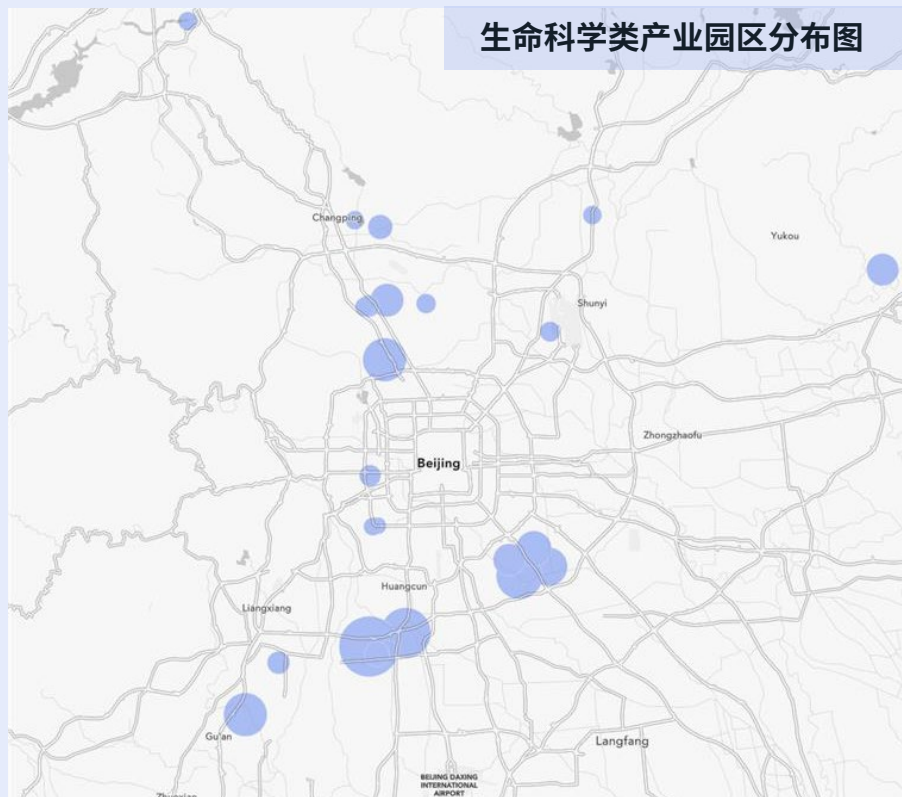 生命科学类产业园区分布图
Changping
Yukou
Shunyi
Zhongzhaofu
Beijing
Huangcun
Liangxiang
Gu'an
Langfang
BEIJING DAXING
INTERNATIONAL
AIRPORT